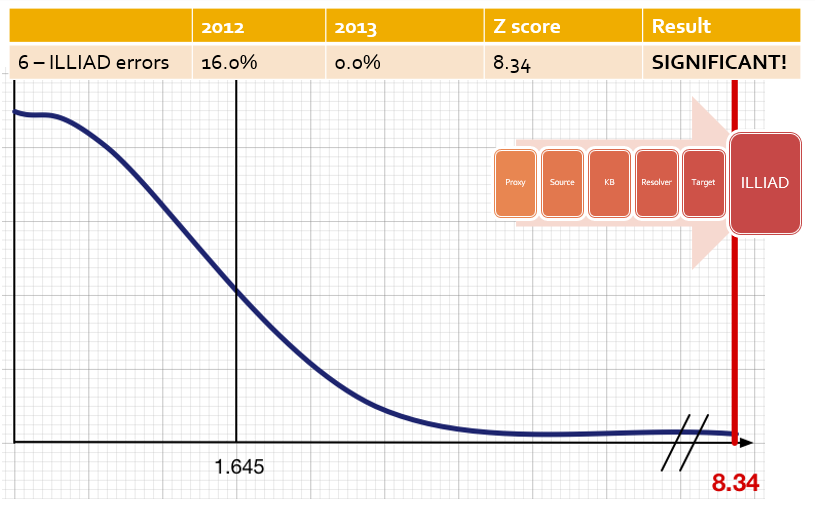 2012 2013 Z score Result
6 – ILLIAD errors 16.0% 0.0% 8.34 SIGNIFICANT!
Proxy Source KB Resolver Target ILLIAD
1.645
8.34